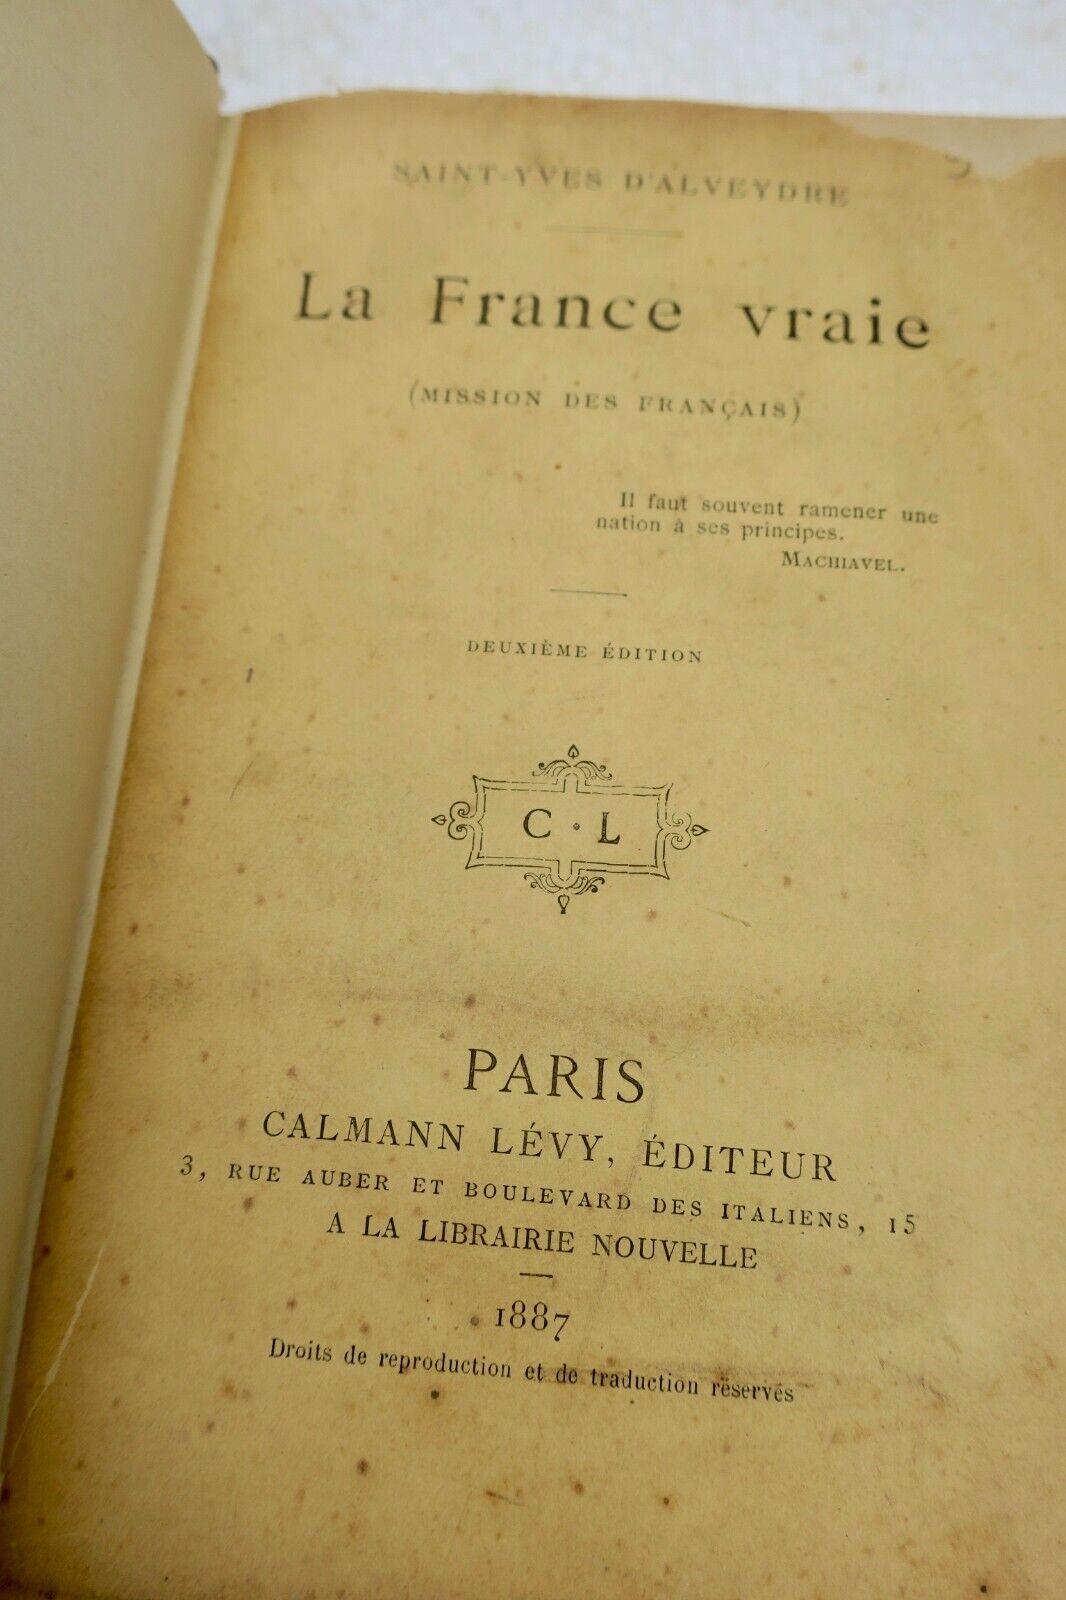 SAINT-YVES D'ALVEYDRE
La France vraie
(MISSION DES FRANÇAIS)
Il faut souvent ramener une
nation à ses principes.
MACHIAVEL.
DEUXIÈME ÉDITION
C · L
PARIS
CALMANN LÉVY, ÉDITEUR
3, RUE AUBER ET BOULEVARD DES ITALIENS, 15
A LA LIBRAIRIE NOUVELLE
1887
Droits de reproduction et de traduction réservés